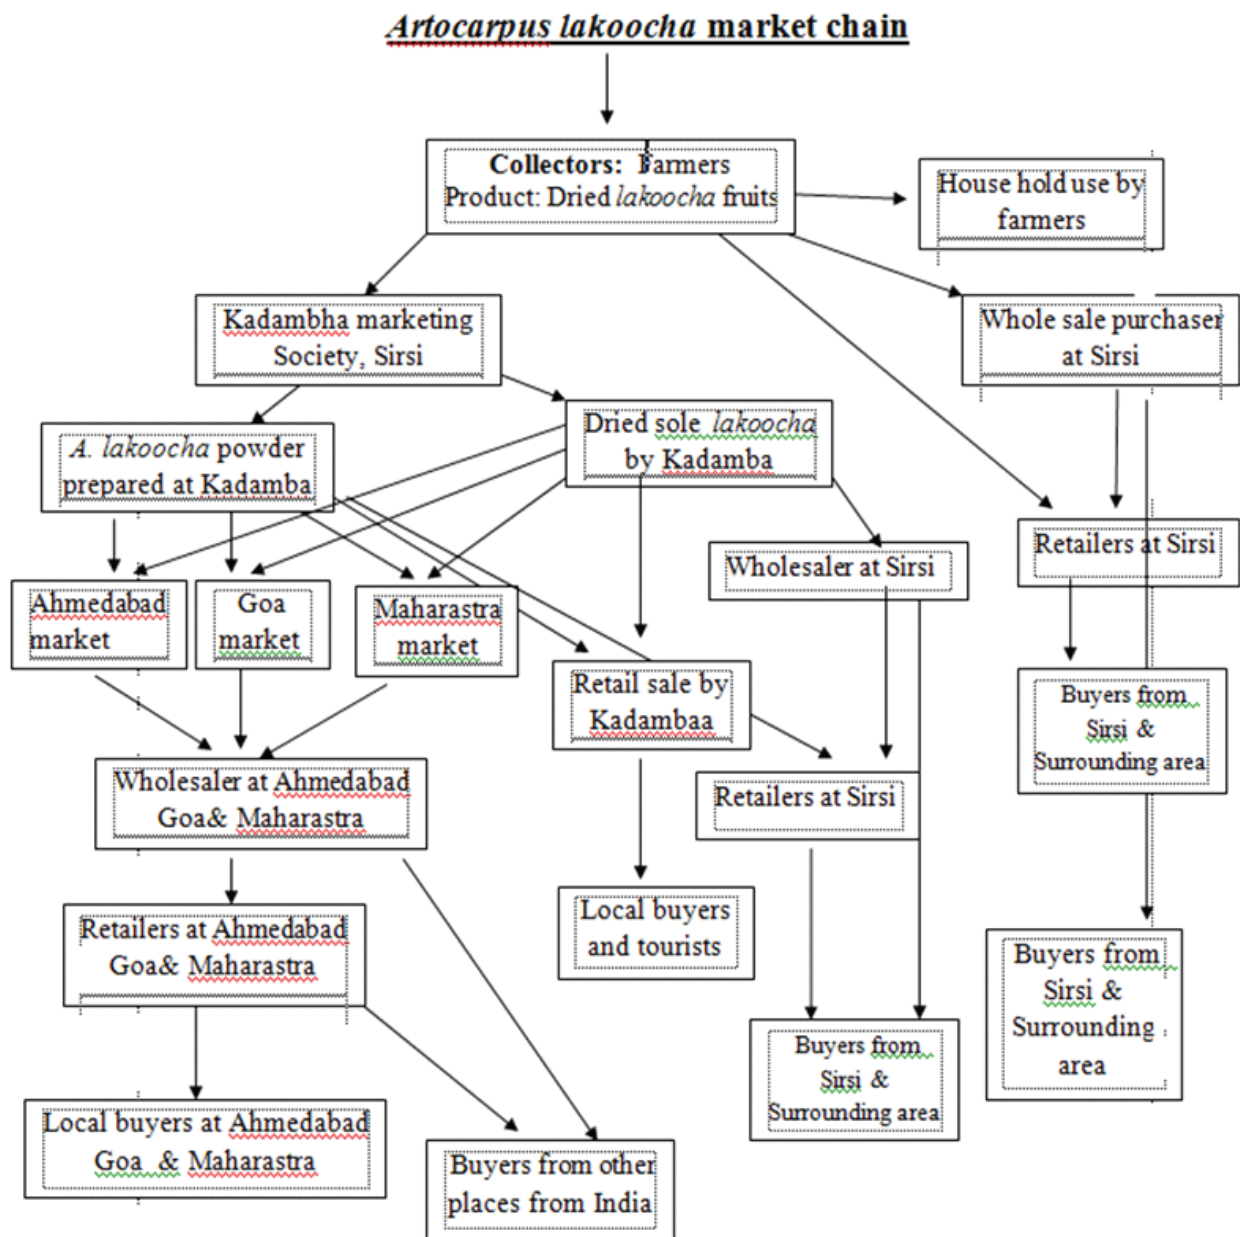 Artocarpus lakoocha market chain
Collectors: Farmers
Product: Dried lakoocha fruits
House hold use by
farmers
Kadambha marketing
Society, Sirsi
Whole sale purchaser
at Sirsi
A. lakoocha powder
prepared at Kadamba
Dried sole lakoocha
by Kadamba
Retailers at Sirsi
Wholesaler at Sirsi
Ahmedabad
market
Goa
market
Maharastra
market
Retail sale by
Kadambaa
Buyers from
Sirsi &
Surrounding area
Wholesaler at Ahmedabad
Goa& Maharastra
Retailers at Sirsi
Retailers at Ahmedabad
Goa& Maharastra
Local buyers
and tourists
Buyers from
Sirsi &
Surrounding
area
Buyers from
Sirsi &
Surrounding area
Local buyers at Ahmedabad
Goa & Maharastra
Buyers from other
places from India